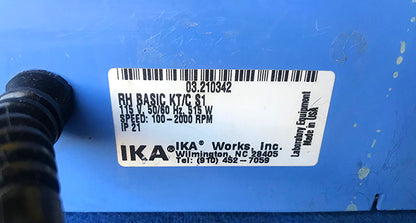 03.210342
RH BASIC KT/C S1
115 V, 50/60 Hz, 515 W
SPEED: 100-2000 RPM
IP 21
IKA® IKA® Works, Inc.
Wilmington, NC 28405
Tel: (910) 452-7059
Laboratory Equipment
Made in USA